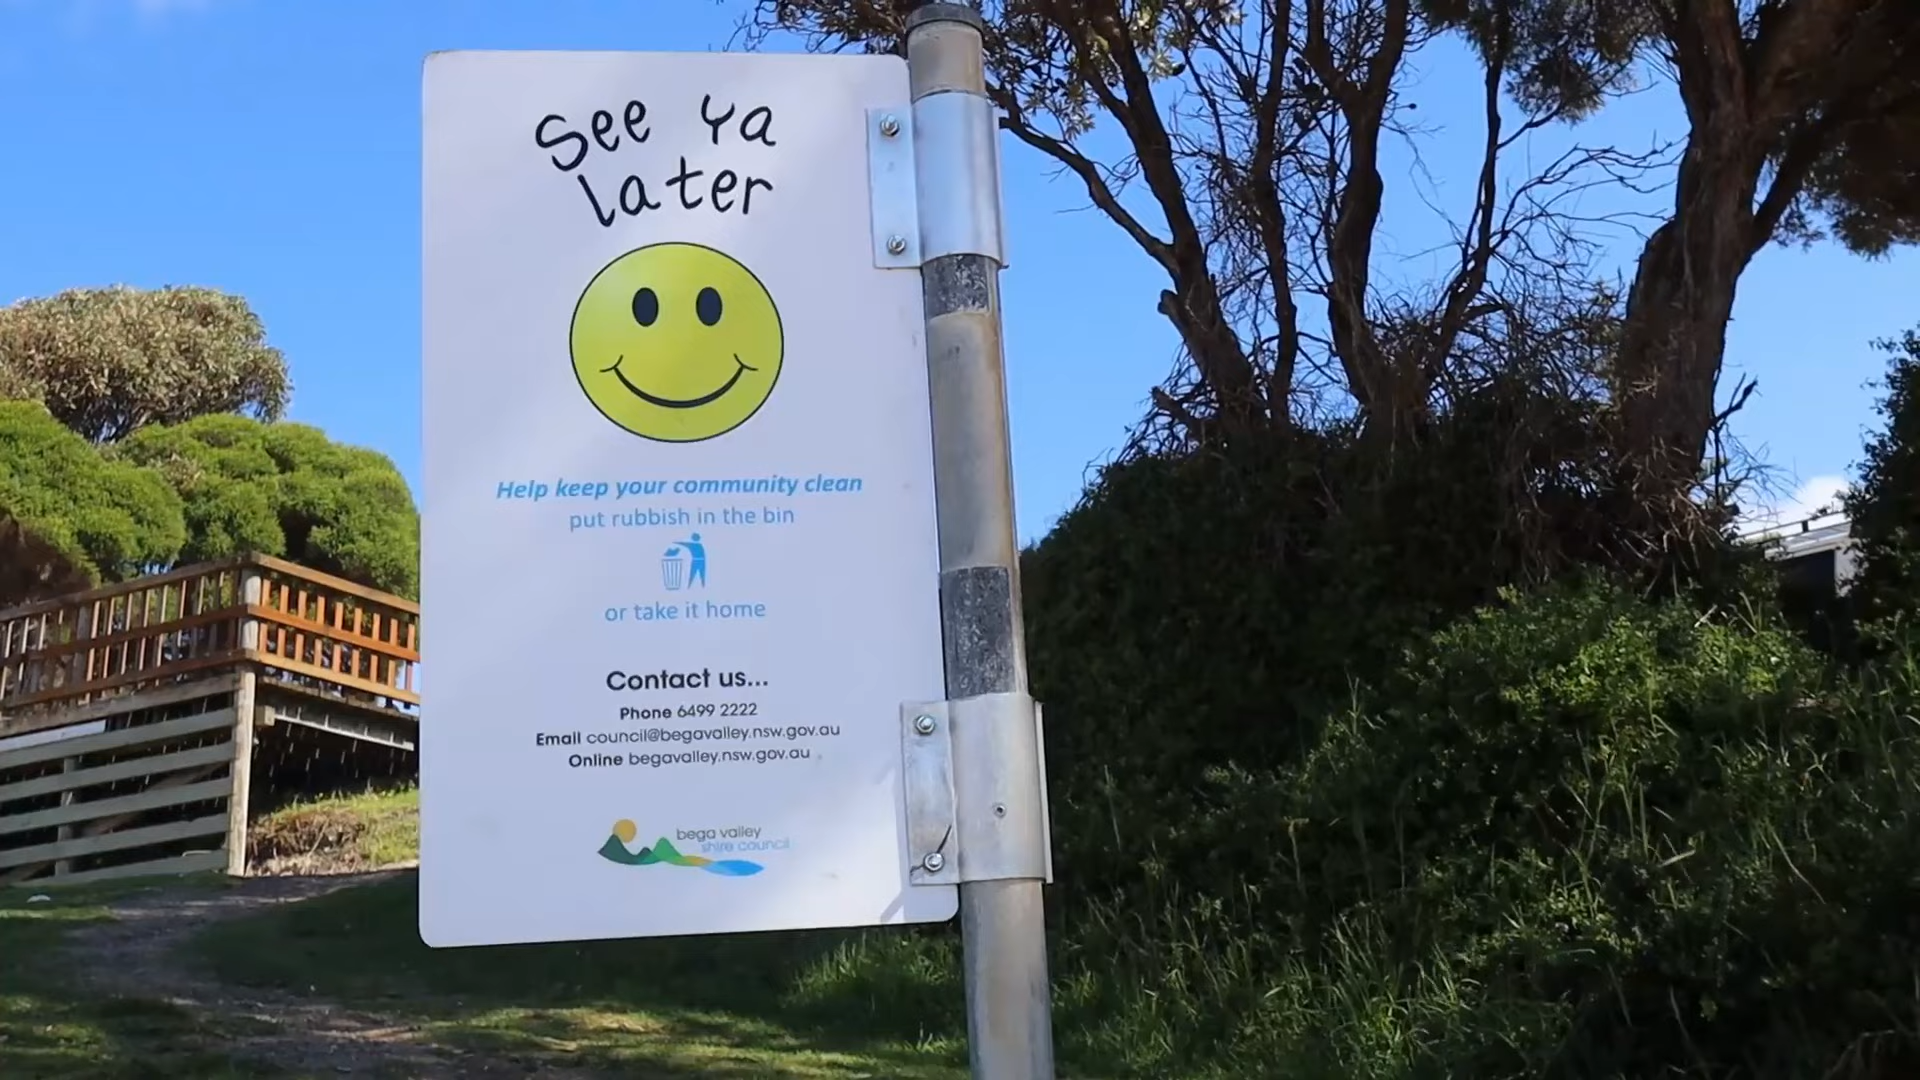 See ya
later
Help keep your community clean
put rubbish in the bin
or take it home
Contact us...
Phone 6499 2222
Email council@begavalley.nsw.gov.au
Online begavalley.nsw.gov.au
bega valley
shire council